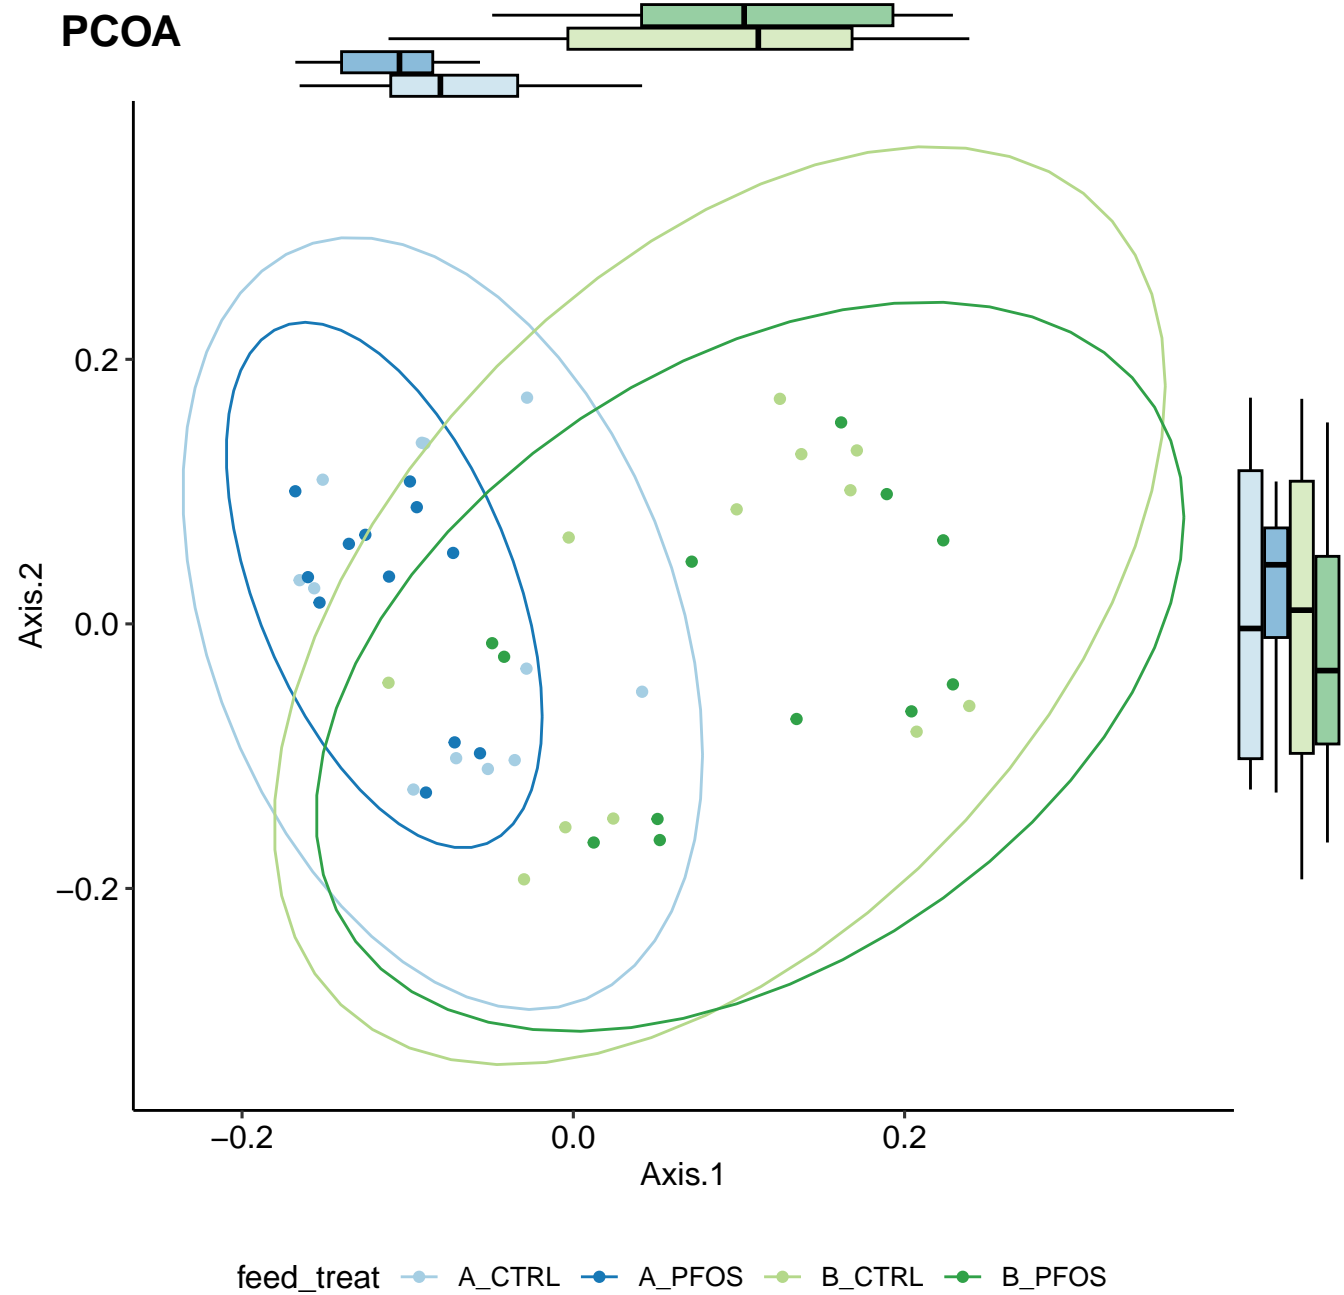 PCOA
0.2
0.0
−0.2
Axis.2
−0.2 0.0 0.2
Axis.1
feed_treat A_CTRL A_PFOS B_CTRL B_PFOS